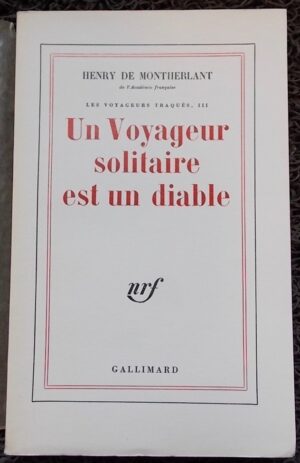 HENRY DE MONTHERLANT
de l'Académie française
LES VOYAGEURS TRAQUÉS, III
Un Voyageur
solitaire
est un diable
nrf
GALLIMARD